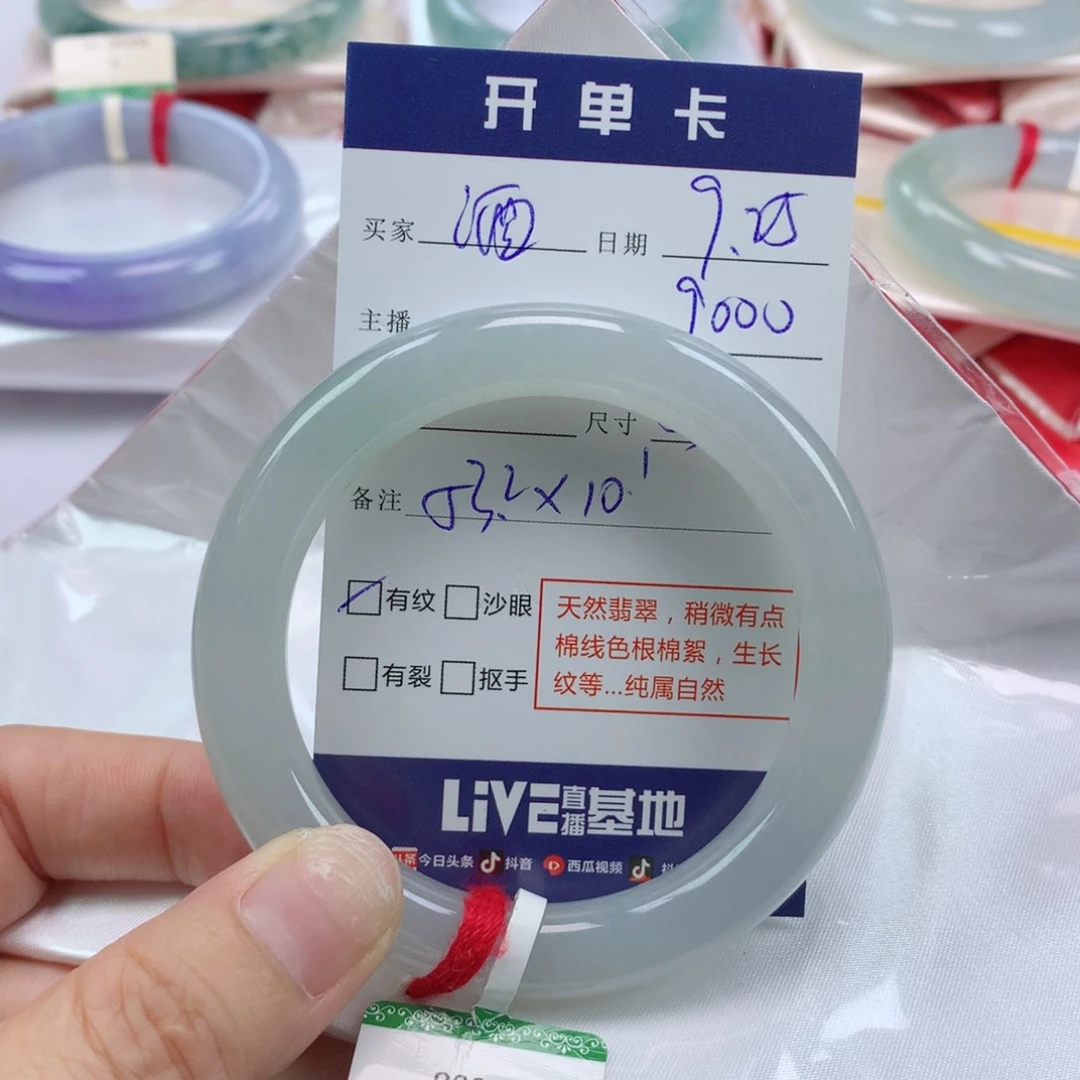 开单卡
买家 酒 日期 9.25
主播 9000
尺寸
备注 53.2×10.1
有纹 沙眼
有裂 抠手
天然翡翠，稍微有点
棉线色根棉絮，生长
纹等...纯属自然
LiVE直播基地
头条 今日头条 抖音 西瓜视频